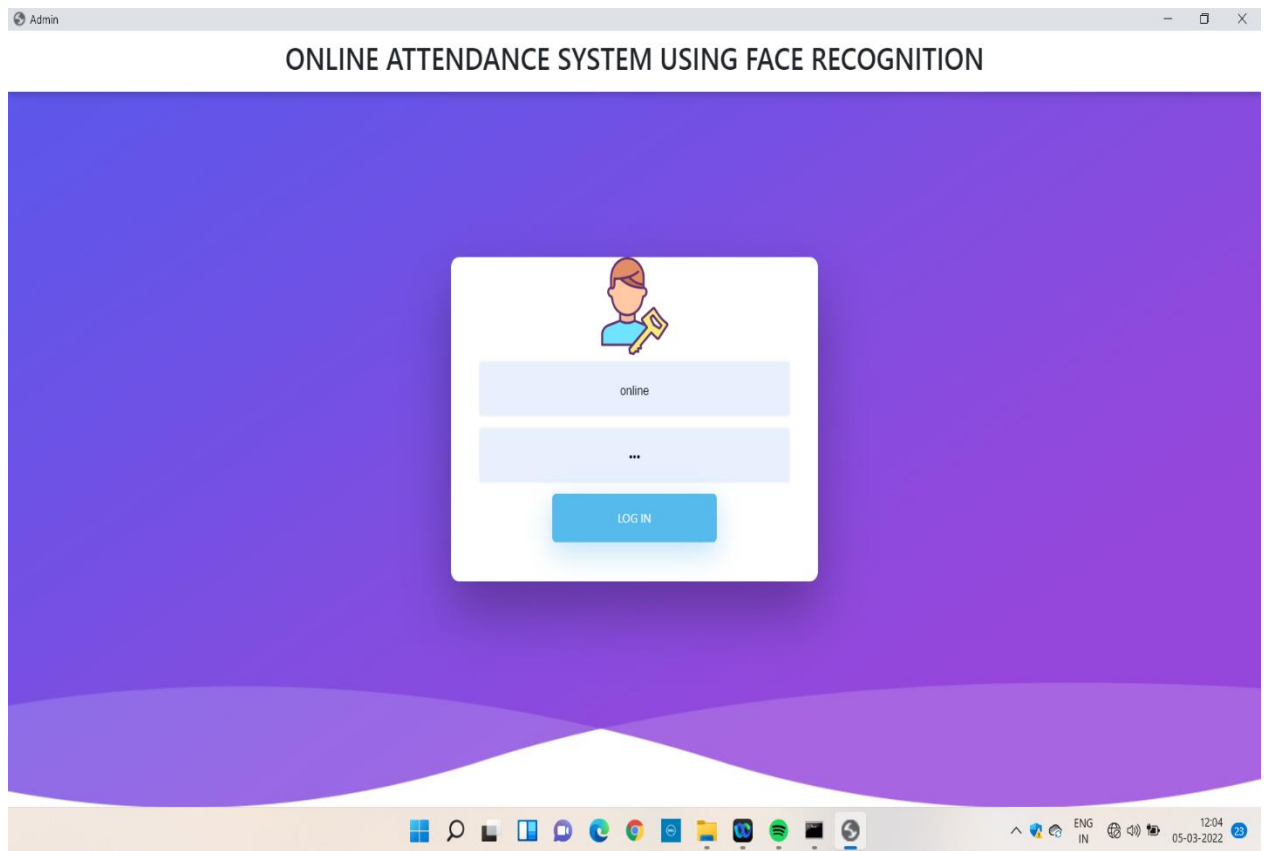 Admin
ONLINE ATTENDANCE SYSTEM USING FACE RECOGNITION
online
•••
LOG IN
ENG
IN
12:04
05-03-2022
23